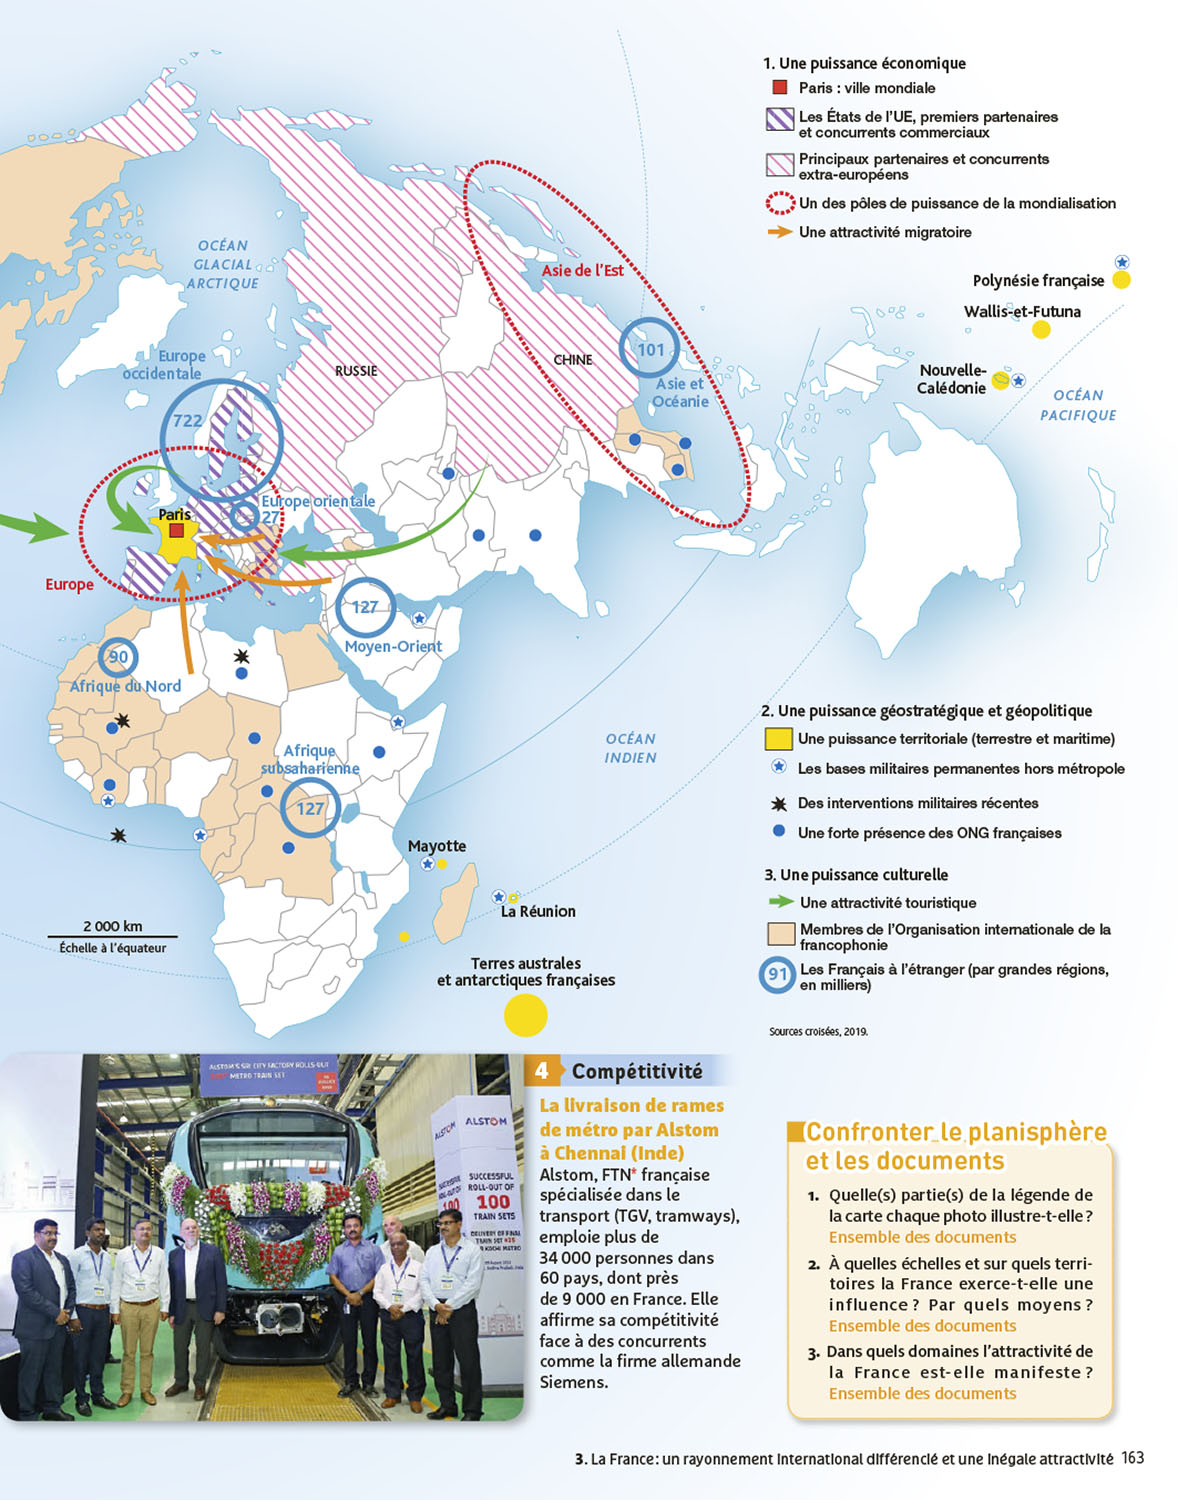 1. Une puissance économique
Paris : ville mondiale
Les États de l'UE, premiers partenaires
et concurrents commerciaux
Principaux partenaires et concurrents
extra-européens
Un des pôles de puissance de la mondialisation
Une attractivité migratoire
OCÉAN
GLACIAL
ARCTIQUE
Asie de l'Est
Polynésie française
Wallis-et-Futuna
Nouvelle-
Calédonie
OCÉAN
PACIFIQUE
Europe
occidentale
722
RUSSIE
CHINE
101
Asie et
Océanie
Paris
Europe orientale
27
Europe
127
Moyen-Orient
90
Afrique du Nord
OCÉAN
INDIEN
Afrique
subsaharienne
127
Mayotte
La Réunion
2 000 km
Échelle à l'équateur
Terres australes
et antarctiques françaises
2. Une puissance géostratégique et géopolitique
Une puissance territoriale (terrestre et maritime)
Les bases militaires permanentes hors métropole
Des interventions militaires récentes
Une forte présence des ONG françaises
3. Une puissance culturelle
Une attractivité touristique
Membres de l'Organisation internationale de la
francophonie
91
Les Français à l'étranger (par grandes régions,
en milliers)
Sources croisées, 2019.
ALSTOM'S SRI CITY FACTORY ROLLS-OUT
METRO TRAIN SET
ALSTOM
ALSTOM
SUCCESSFUL
ROLL-OUT OF
100
TRAIN SETS
DELIVERY OF FINAL
TRAIN SET #25
KOCHI METRO
100
4 Compétitivité
La livraison de rames
de métro par Alstom
à Chennai (Inde)
Alstom, FTN* française
spécialisée dans le
transport (TGV, tramways),
emploie plus de
34 000 personnes dans
60 pays, dont près
de 9 000 en France. Elle
affirme sa compétitivité
face à des concurrents
comme la firme allemande
Siemens.
Confronter le planisphère
et les documents
1. Quelle(s) partie(s) de la légende de
la carte chaque photo illustre-t-elle ?
Ensemble des documents
2. À quelles échelles et sur quels terri-
toires la France exerce-t-elle une
influence ? Par quels moyens ?
Ensemble des documents
3. Dans quels domaines l'attractivité de
la France est-elle manifeste ?
Ensemble des documents
3. La France : un rayonnement international différencié et une inégale attractivité 163